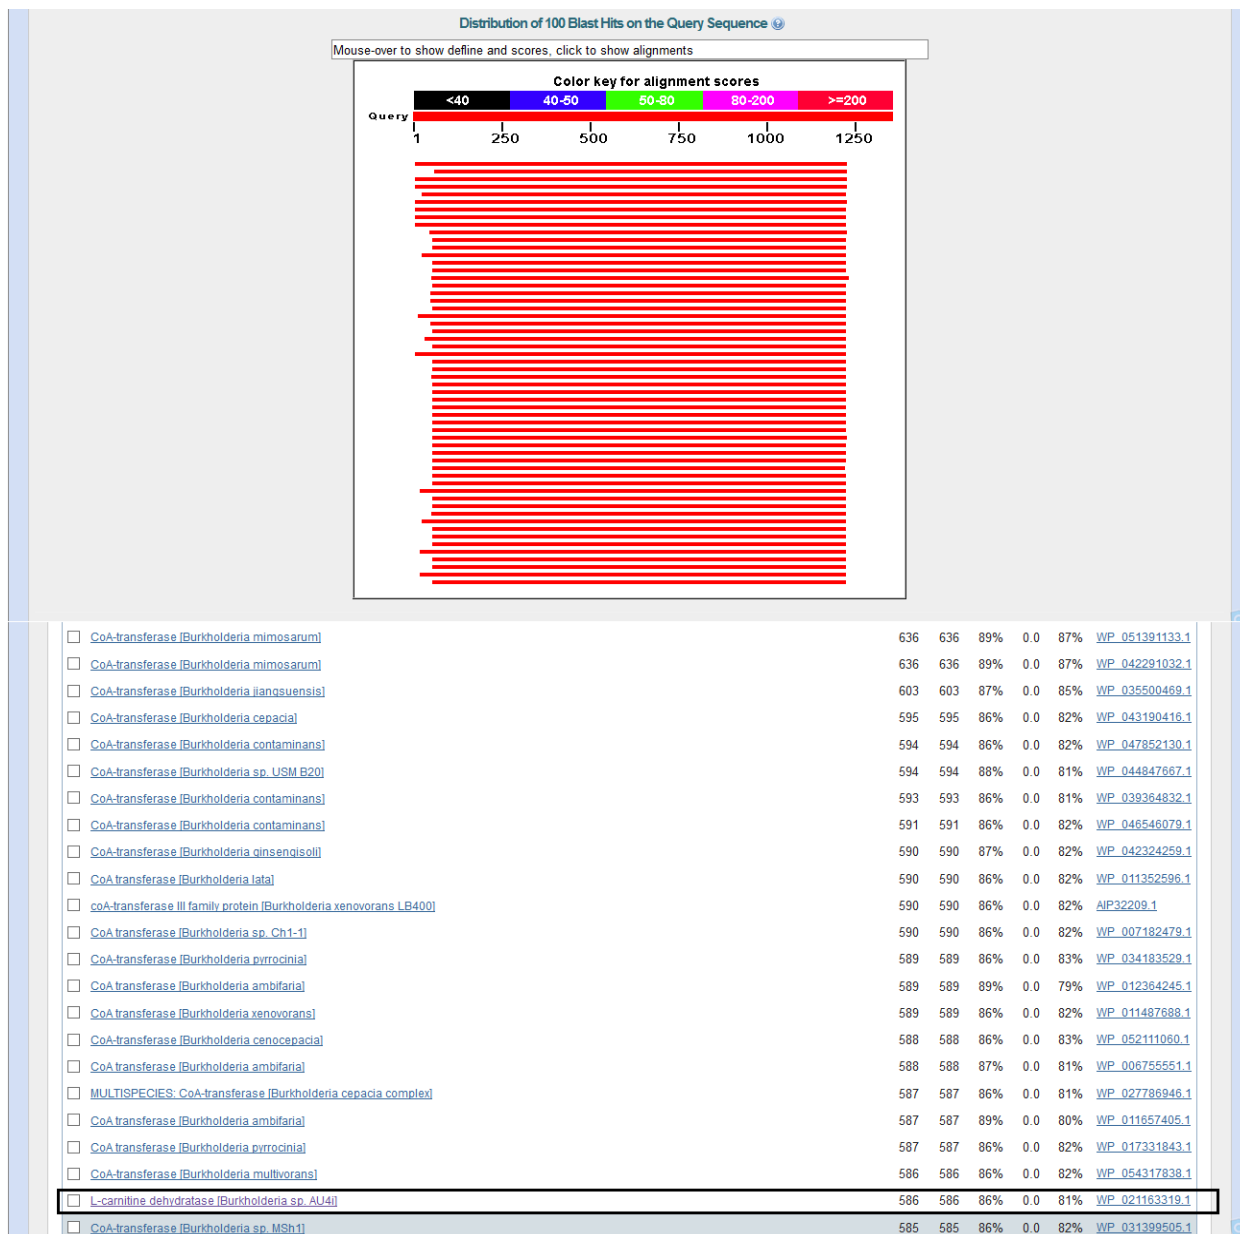 Distribution of 100 Blast Hits on the Query Sequence
Mouse-over to show defline and scores, click to show alignments
Color key for alignment scores
<40 40-50 50-80 80-200 >=200
Query
1 250 500 750 1000 1250
CoA-transferase [Burkholderia mimosarum] 636 636 89% 0.0 87% WP_051391133.1
CoA-transferase [Burkholderia mimosarum] 636 636 89% 0.0 87% WP_042291032.1
CoA-transferase [Burkholderia jiangsuensis] 603 603 87% 0.0 85% WP_035500469.1
CoA-transferase [Burkholderia cepacia] 595 595 86% 0.0 82% WP_043190416.1
CoA-transferase [Burkholderia contaminans] 594 594 86% 0.0 82% WP_047852130.1
CoA-transferase [Burkholderia sp. USM B20] 594 594 88% 0.0 81% WP_044847667.1
CoA-transferase [Burkholderia contaminans] 593 593 86% 0.0 81% WP_039364832.1
CoA-transferase [Burkholderia contaminans] 591 591 86% 0.0 82% WP_046546079.1
CoA-transferase [Burkholderia ginsengisoli] 590 590 87% 0.0 82% WP_042324259.1
CoA transferase [Burkholderia lata] 590 590 86% 0.0 82% WP_011352596.1
coA-transferase III family protein [Burkholderia xenovorans LB400] 590 590 86% 0.0 82% AIP32209.1
CoA transferase [Burkholderia sp. Ch1-1] 590 590 86% 0.0 82% WP_007182479.1
CoA-transferase [Burkholderia pyrrocinia] 589 589 86% 0.0 83% WP_034183529.1
CoA transferase [Burkholderia ambifaria] 589 589 89% 0.0 79% WP_012364245.1
CoA transferase [Burkholderia xenovorans] 589 589 86% 0.0 82% WP_011487688.1
CoA-transferase [Burkholderia cenocepacia] 588 588 86% 0.0 83% WP_052111060.1
CoA transferase [Burkholderia ambifaria] 588 588 87% 0.0 81% WP_006755551.1
MULTISPECIES: CoA-transferase [Burkholderia cepacia complex] 587 587 86% 0.0 81% WP_027786946.1
CoA transferase [Burkholderia ambifaria] 587 587 89% 0.0 80% WP_011657405.1
CoA transferase [Burkholderia pyrrocinia] 587 587 86% 0.0 82% WP_017331843.1
CoA-transferase [Burkholderia multivorans] 586 586 86% 0.0 82% WP_054317838.1
L-carnitine dehydratase [Burkholderia sp. AU4i] 586 586 86% 0.0 81% WP_021163319.1
CoA-transferase [Burkholderia sp. MSh1] 585 585 86% 0.0 82% WP_031399505.1